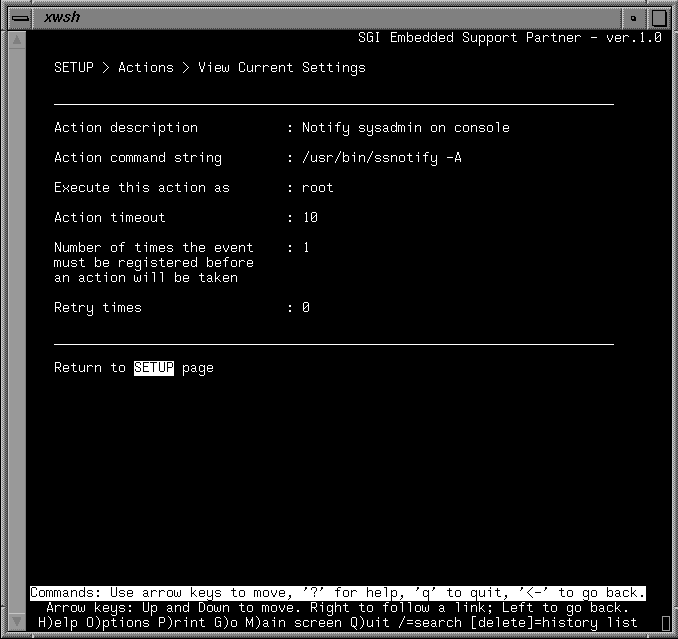 xwsh
SGI Embedded Support Partner - ver.1.0
SETUP > Actions > View Current Settings
Action description : Notify sysadmin on console
Action command string : /usr/bin/ssnotify -A
Execute this action as : root
Action timeout : 10
Number of times the event : 1
must be registered before
an action will be taken
Retry times : 0
Return to SETUP page
Commands: Use arrow keys to move, '?' for help, 'q' to quit, '<-' to go back.
Arrow keys: Up and Down to move. Right to follow a link; Left to go back.
H)elp O)ptions P)rint G)o M)ain screen Q)uit /=search [delete]=history list